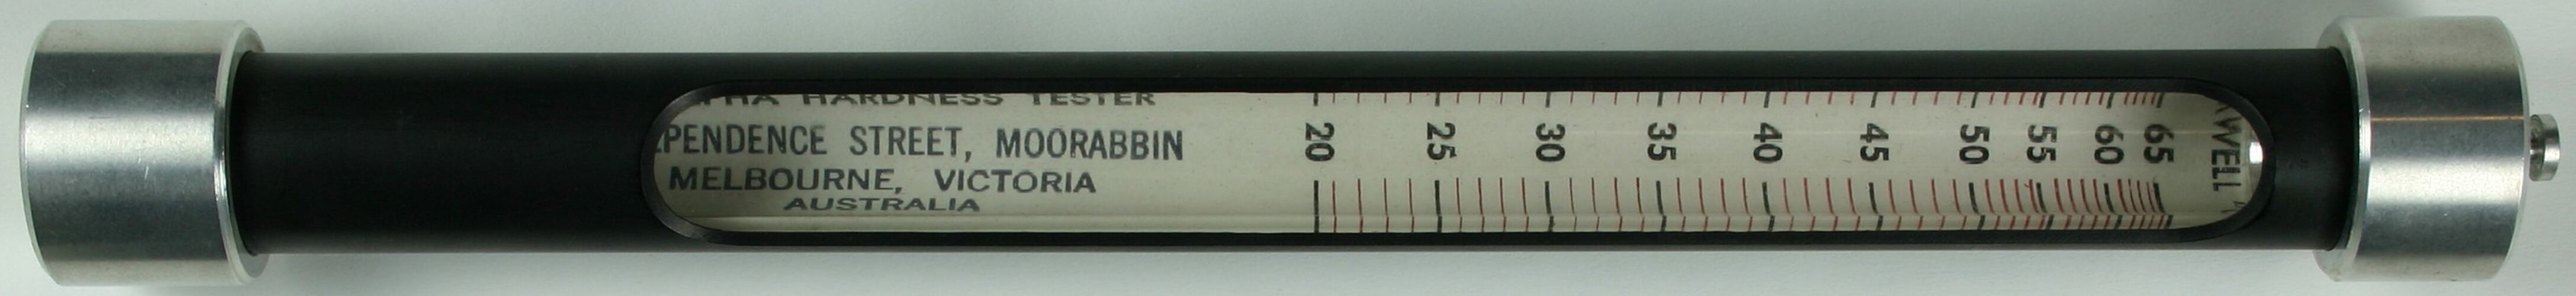 HARDNESS TESTER
PENDENCE STREET, MOORABBIN
MELBOURNE, VICTORIA
AUSTRALIA
20 25 30 35 40 45 50 55 60 65
WELL